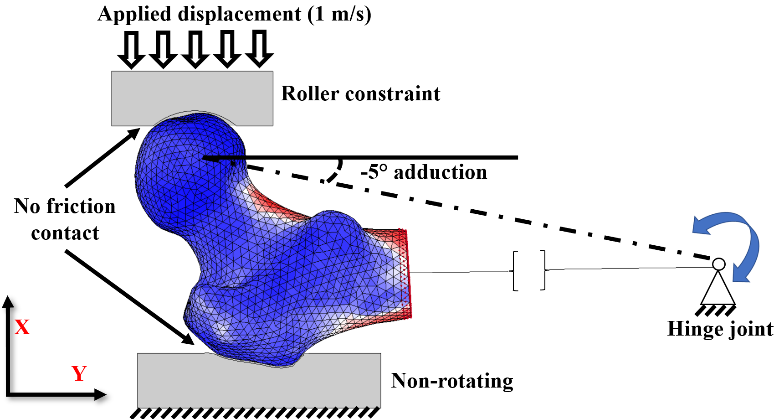 Applied displacement (1 m/s)
Roller constraint
-5° adduction
No friction
contact
Hinge joint
X
Y
Non-rotating